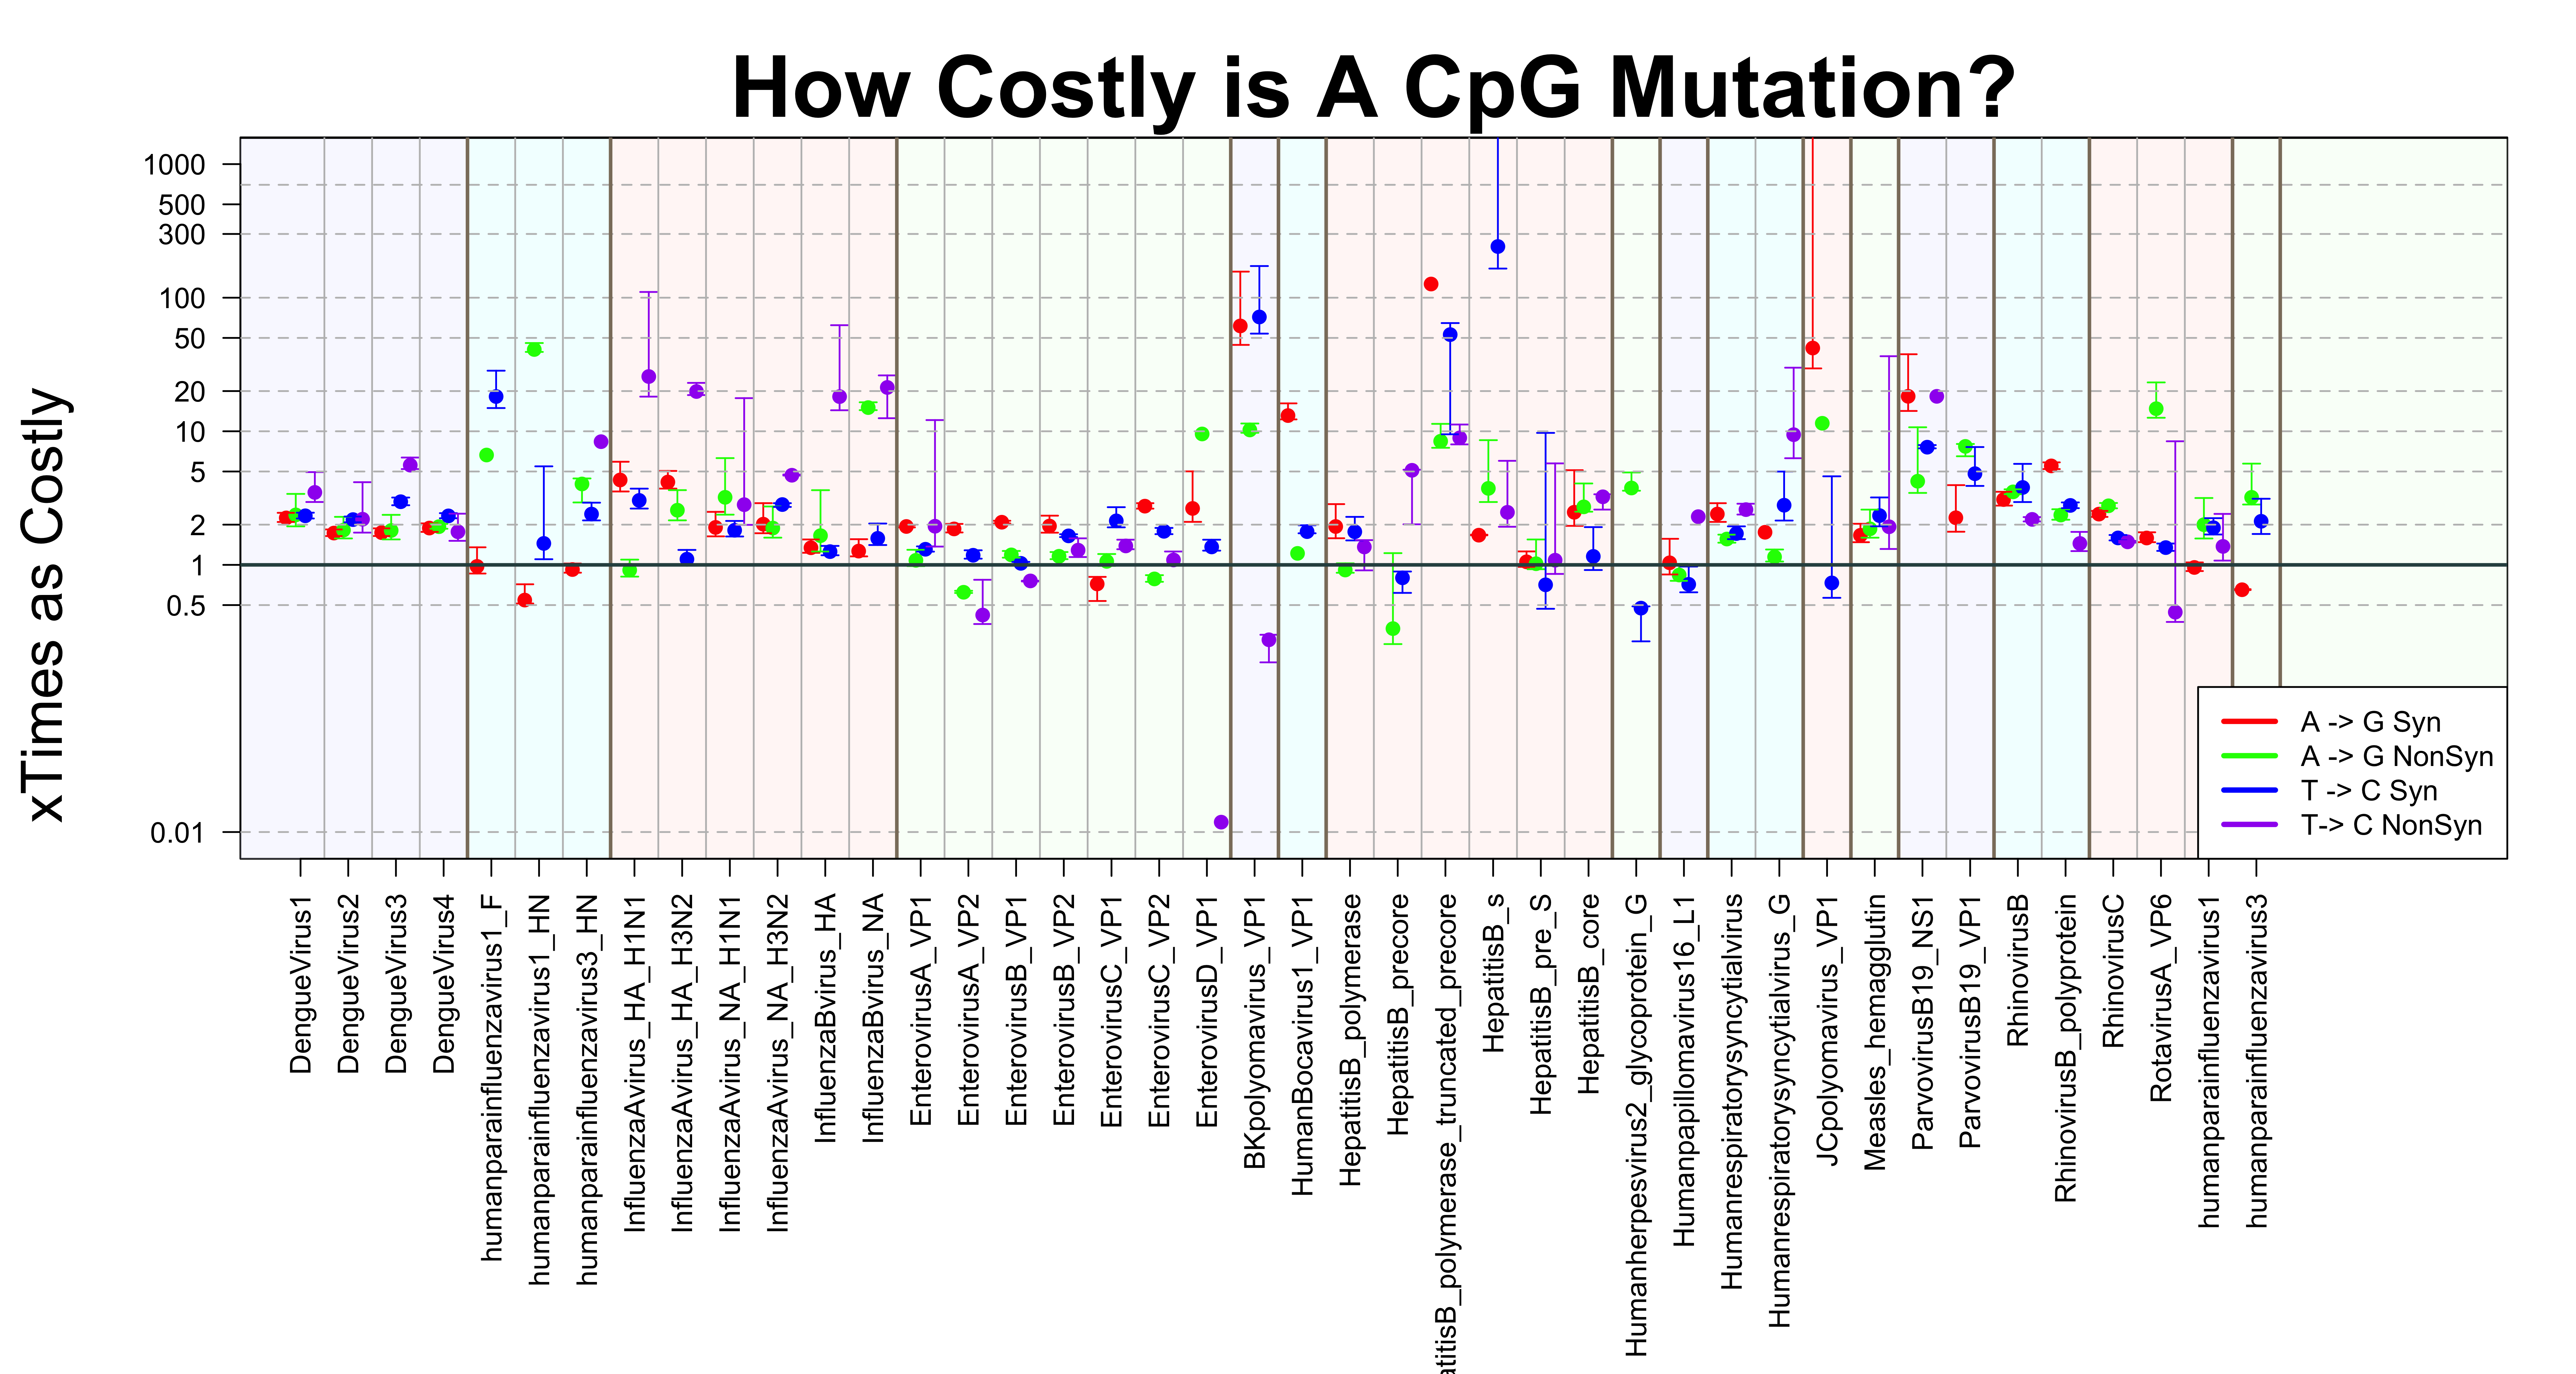 How Costly is A CpG Mutation?
xTimes as Costly
1000
500
300
100
50
20
10
5
2
1
0.5
0.01
A -> G Syn
A -> G NonSyn
T -> C Syn
T-> C NonSyn
DengueVirus1
DengueVirus2
DengueVirus3
DengueVirus4
humanparainfluenzavirus1_F
humanparainfluenzavirus1_HN
humanparainfluenzavirus3_HN
InfluenzaAvirus_HA_H1N1
InfluenzaAvirus_HA_H3N2
InfluenzaAvirus_NA_H1N1
InfluenzaAvirus_NA_H3N2
InfluenzaBvirus_HA
InfluenzaBvirus_NA
EnterovirusA_VP1
EnterovirusA_VP2
EnterovirusB_VP1
EnterovirusB_VP2
EnterovirusC_VP1
EnterovirusC_VP2
EnterovirusD_VP1
BKpolyomavirus_VP1
HumanBocavirus1_VP1
HepatitisB_polymerase
HepatitisB_precore
atitisB_polymerase_truncated_precore
HepatitisB_s
HepatitisB_pre_S
HepatitisB_core
Humanherpesvirus2_glycoprotein_G
Humanpapillomavirus16_L1
Humanrespiratorysyncytialvirus
Humanrespiratorysyncytialvirus_G
JCpolyomavirus_VP1
Measles_hemagglutin
ParvovirusB19_NS1
ParvovirusB19_VP1
RhinovirusB
RhinovirusB_polyprotein
RhinovirusC
RotavirusA_VP6
humanparainfluenzavirus1
humanparainfluenzavirus3